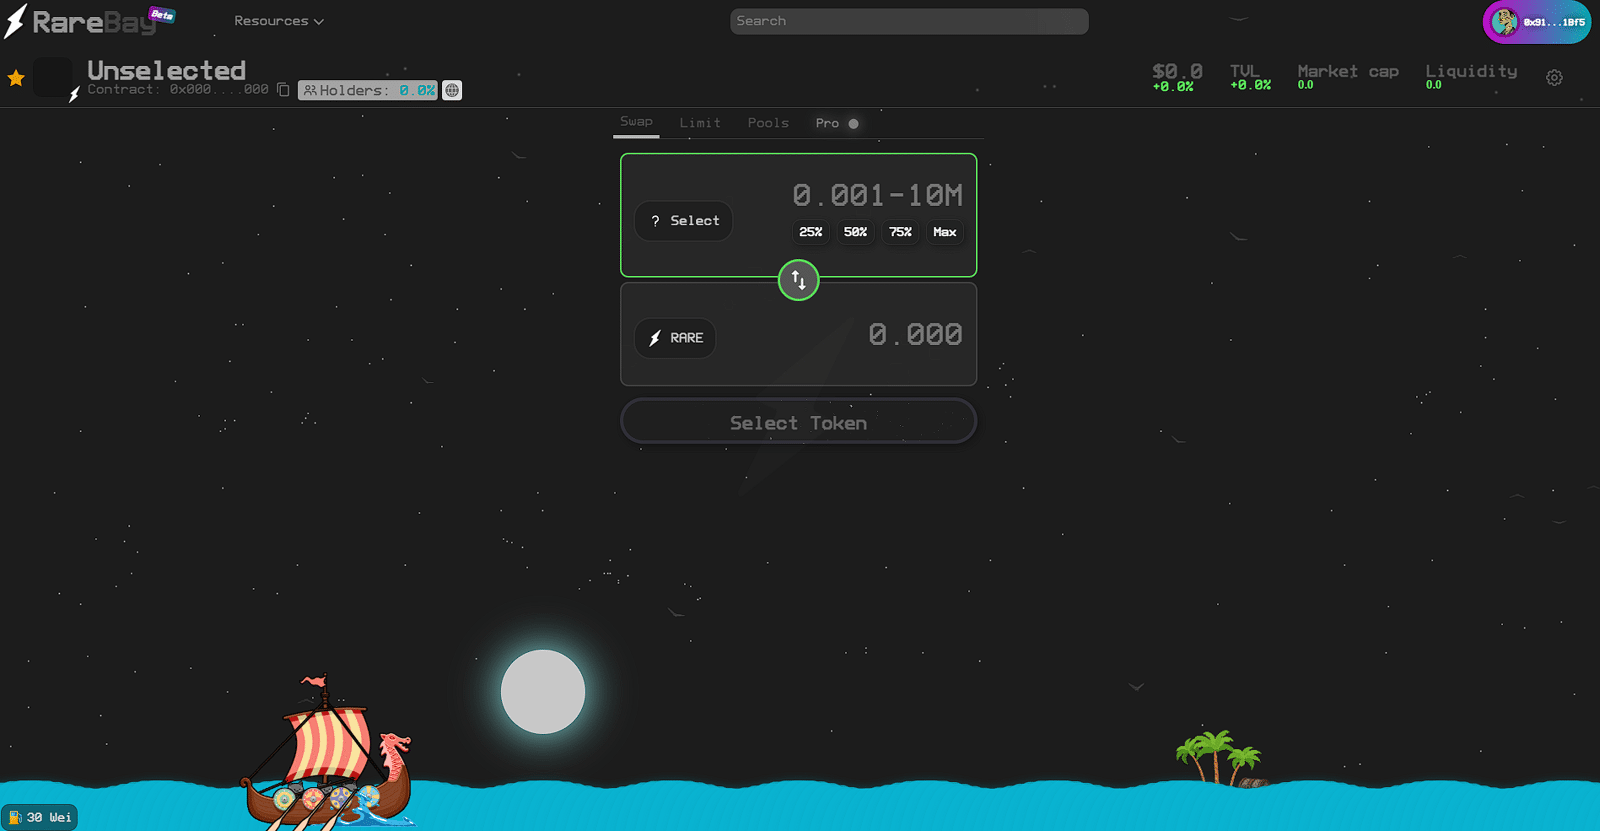 RareBay Beta
Resources
Search
0x91...1Bf5
Unselected
Contract: 0x000....000
Holders: 0.0%
$0.0
+0.0%
TVL
+0.0%
Market cap
0.0
Liquidity
0.0
Swap Limit Pools Pro
? Select
0.001-10M
25% 50% 75% Max
RARE
0.000
Select Token
30 Wei